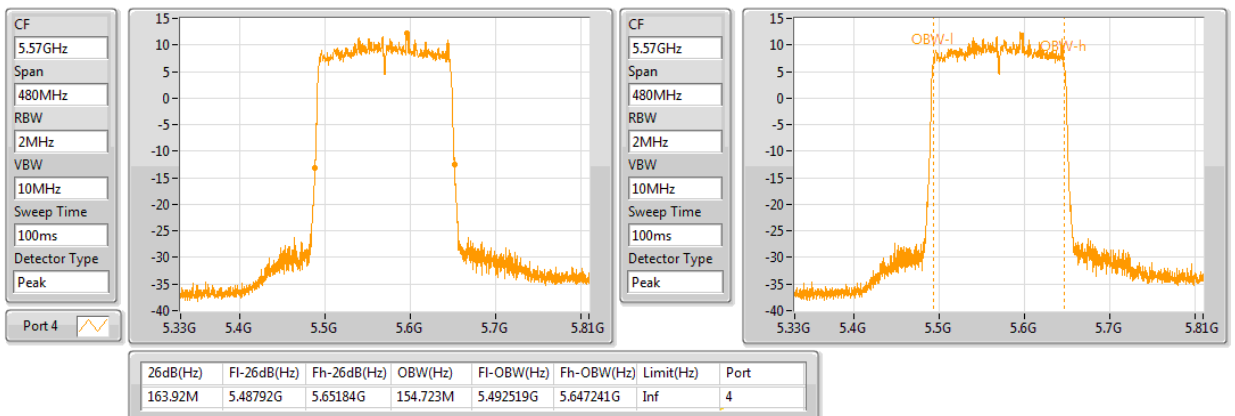 CF
5.57GHz
Span
480MHz
RBW
2MHz
VBW
10MHz
Sweep Time
100ms
Detector Type
Peak
Port 4
15
10
5
0
-5
-10
-15
-20
-25
-30
-35
-40
5.33G 5.4G 5.5G 5.6G 5.7G 5.81G
CF
5.57GHz
Span
480MHz
RBW
2MHz
VBW
10MHz
Sweep Time
100ms
Detector Type
Peak
15
10
5
0
-5
-10
-15
-20
-25
-30
-35
-40
OBW-l
OBW-h
5.33G 5.4G 5.5G 5.6G 5.7G 5.81G
26dB(Hz) Fl-26dB(Hz) Fh-26dB(Hz) OBW(Hz) Fl-OBW(Hz) Fh-OBW(Hz) Limit(Hz) Port
163.92M 5.48792G 5.65184G 154.723M 5.492519G 5.647241G Inf 4